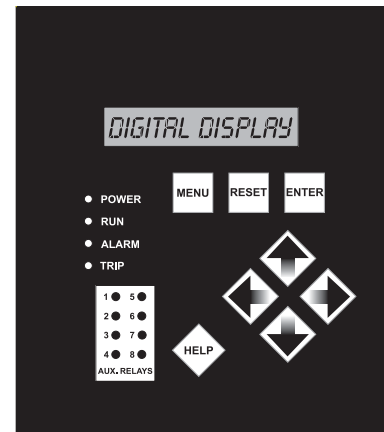 DIGITAL DISPLAY
MENU RESET ENTER
POWER
RUN
ALARM
TRIP
1 5
2 6
3 7
4 8
AUX. RELAYS
HELP